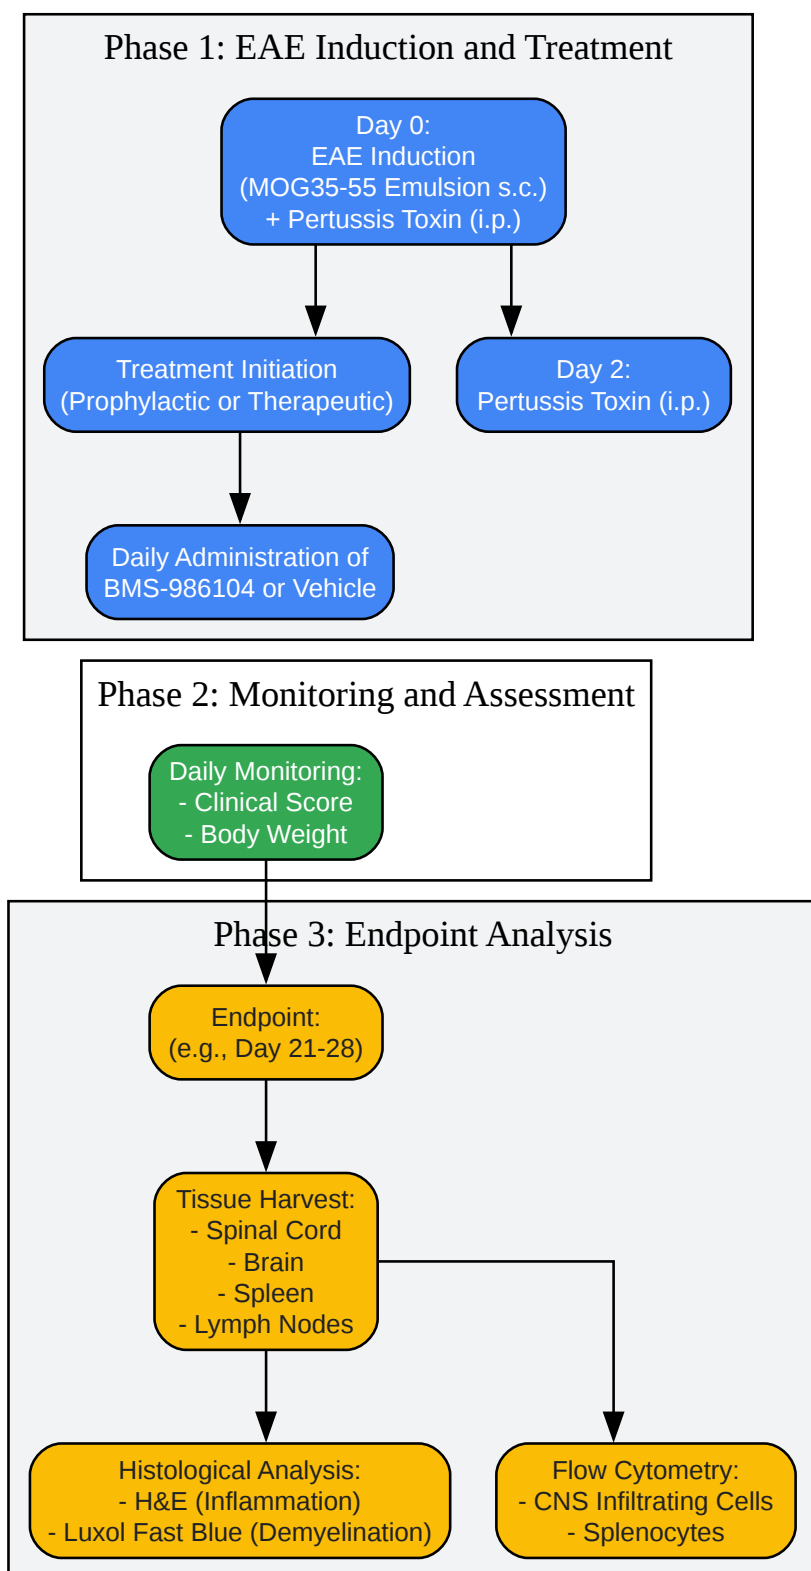 Phase 1: EAE Induction and Treatment
Day 0:
EAE Induction
(MOG35-55 Emulsion s.c.)
+ Pertussis Toxin (i.p.)
Treatment Initiation
(Prophylactic or Therapeutic)
Day 2:
Pertussis Toxin (i.p.)
Daily Administration of
BMS-986104 or Vehicle
Phase 2: Monitoring and Assessment
Daily Monitoring:
- Clinical Score
- Body Weight
Phase 3: Endpoint Analysis
Endpoint:
(e.g., Day 21-28)
Tissue Harvest:
- Spinal Cord
- Brain
- Spleen
- Lymph Nodes
Histological Analysis:
- H&E (Inflammation)
- Luxol Fast Blue (Demyelination)
Flow Cytometry:
- CNS Infiltrating Cells
- Splenocytes